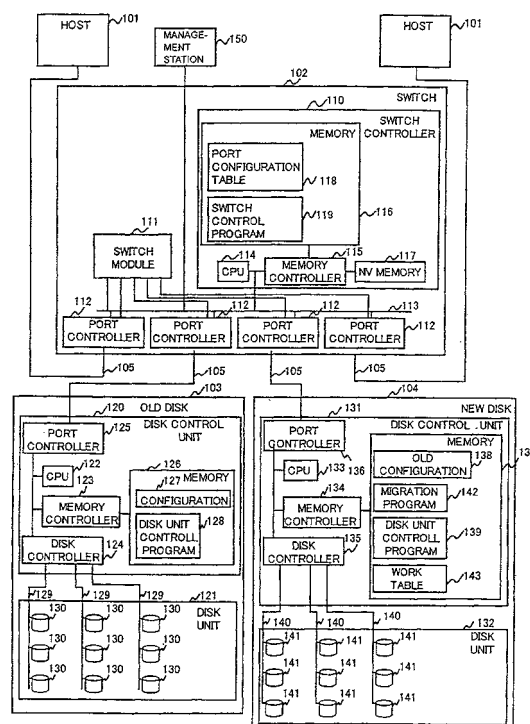 101
HOST
MANAGE-
MENT
STATION
150
101
HOST
102
SWITCH
110
SWITCH
CONTROLLER
MEMORY
PORT
CONFIGURATION
TABLE
118
SWITCH
CONTROL
PROGRAM
119
116
111
SWITCH
MODULE
114
CPU
115
MEMORY
CONTROLLER
117
NV MEMORY
112
112
112
113
PORT
CONTROLLER
PORT
CONTROLLER
PORT
CONTROLLER
PORT
CONTROLLER
112
105
105
105
105
103
104
120
OLD DISK
DISK CONTROL
UNIT
PORT
CONTROLLER
125
122
CPU
123
MEMORY
CONTROLLER
126
MEMORY
127
CONFIGURATION
DISK UNIT
CONTROLL
PROGRAM
128
DISK
CONTROLLER
124
129
129
129
121
DISK
UNIT
130
130
130
130
130
130
130
130
130
131
NEW DISK
DISK CONTROL UNIT
PORT
CONTROLLER
136
133
CPU
134
MEMORY
CONTROLLER
MEMORY
OLD
CONFIGURATION
138
MIGRATION
PROGRAM
142
DISK UNIT
CONTROLL
PROGRAM
139
WORK
TABLE
143
DISK
CONTROLLER
135
140
140
140
132
DISK
UNIT
141
141
141
141
141
141
141
141
141